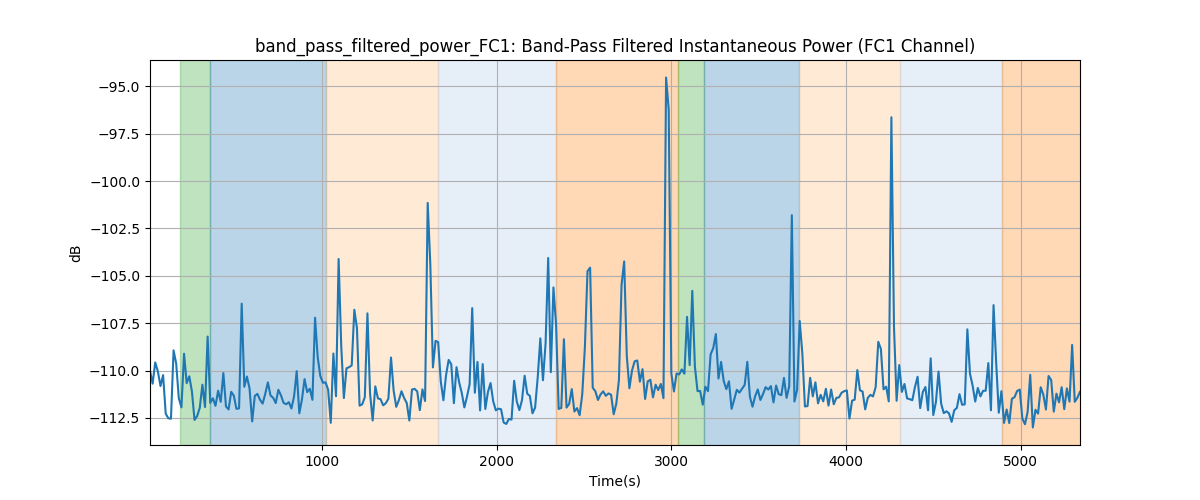 band_pass_filtered_power_FC1: Band-Pass Filtered Instantaneous Power (FC1 Channel)
−95.0
−97.5
−100.0
−102.5
−105.0
−107.5
−110.0
−112.5
dB
1000 2000 3000 4000 5000
Time(s)